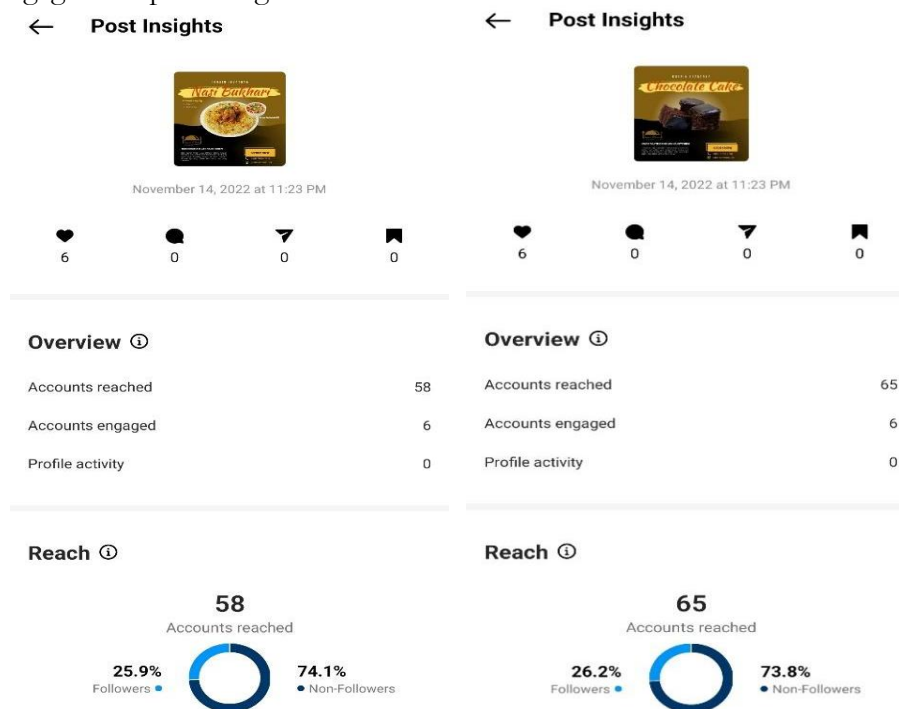 Post Insights
Nasi Bukhari
November 14, 2022 at 11:23 PM
6 0 0 0
Overview
Accounts reached 58
Accounts engaged 6
Profile activity 0
Reach
58
Accounts reached
25.9% 74.1%
Followers Non-Followers
Post Insights
Chocolate Cake
November 14, 2022 at 11:23 PM
6 0 0 0
Overview
Accounts reached 65
Accounts engaged 6
Profile activity 0
Reach
65
Accounts reached
26.2% 73.8%
Followers Non-Followers